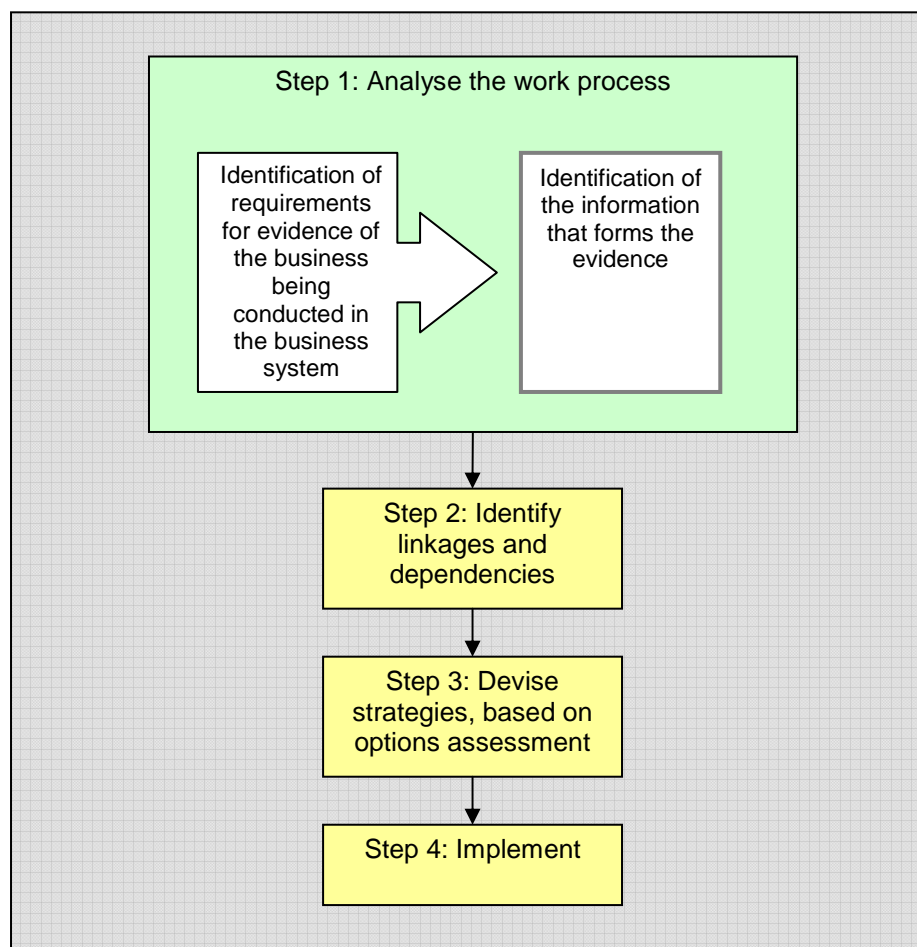 Step 1: Analyse the work process
Identification of
requirements
for evidence of
the business
being
conducted in
the business
system
Identification of
the information
that forms the
evidence
Step 2: Identify
linkages and
dependencies
Step 3: Devise
strategies, based on
options assessment
Step 4: Implement